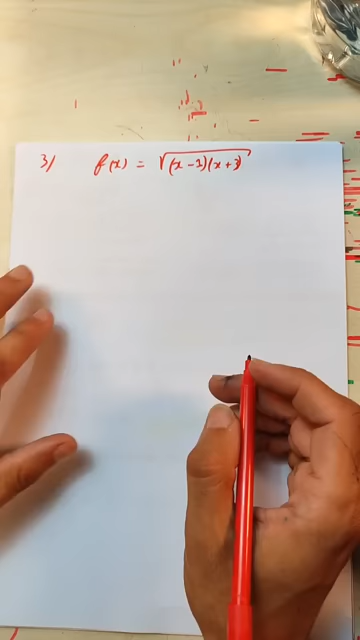 3/ f(x) = √(x-2)(x+3)